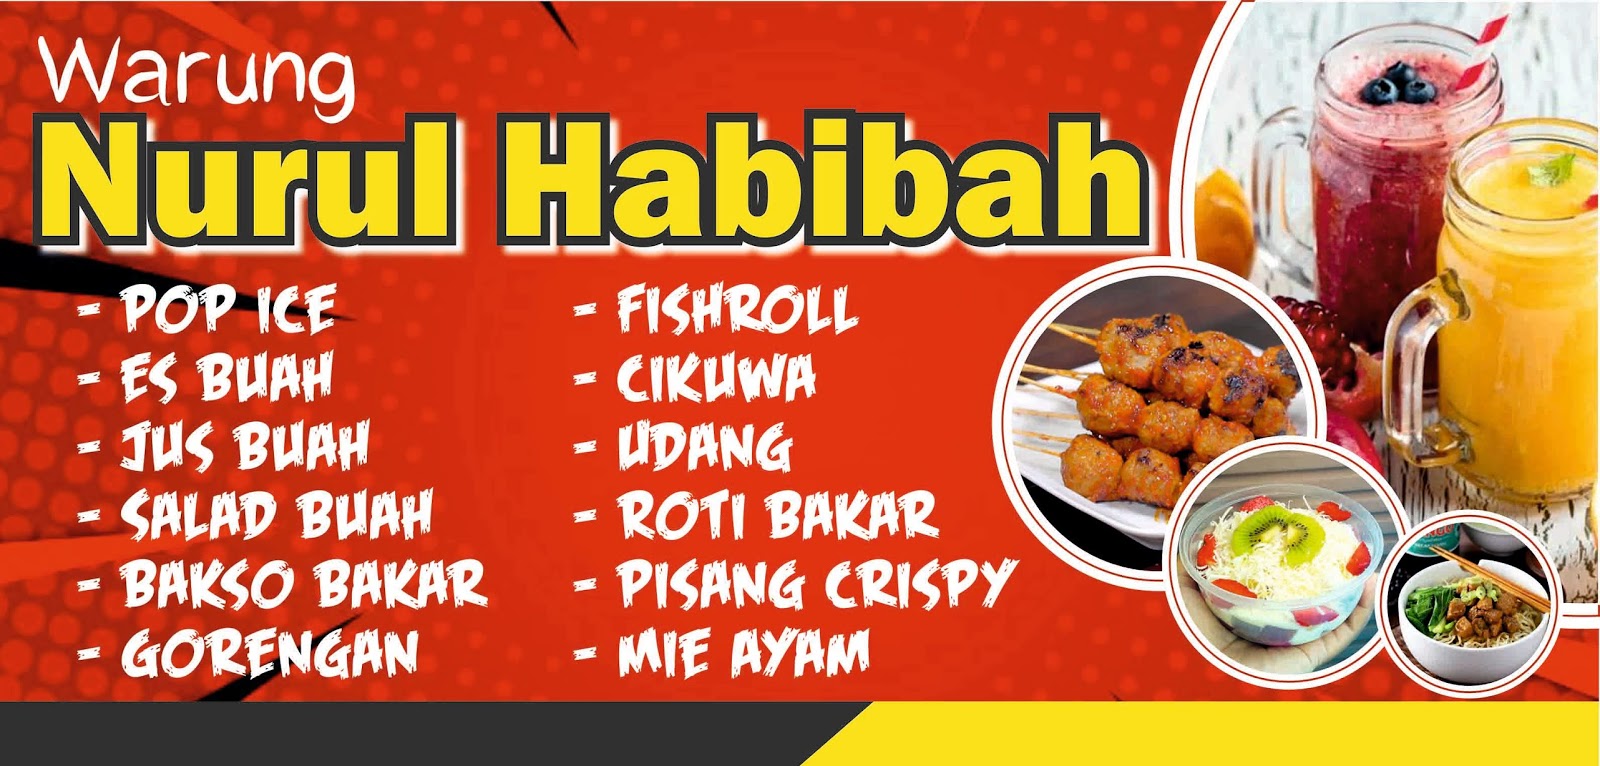 Warung
Nurul Habibah
- POP ICE
- ES BUAH
- JUS BUAH
- SALAD BUAH
- BAKSO BAKAR
- GORENGAN
- FISHROLL
- CIKUWA
- UDANG
- ROTI BAKAR
- PISANG CRISPY
- MIE AYAM